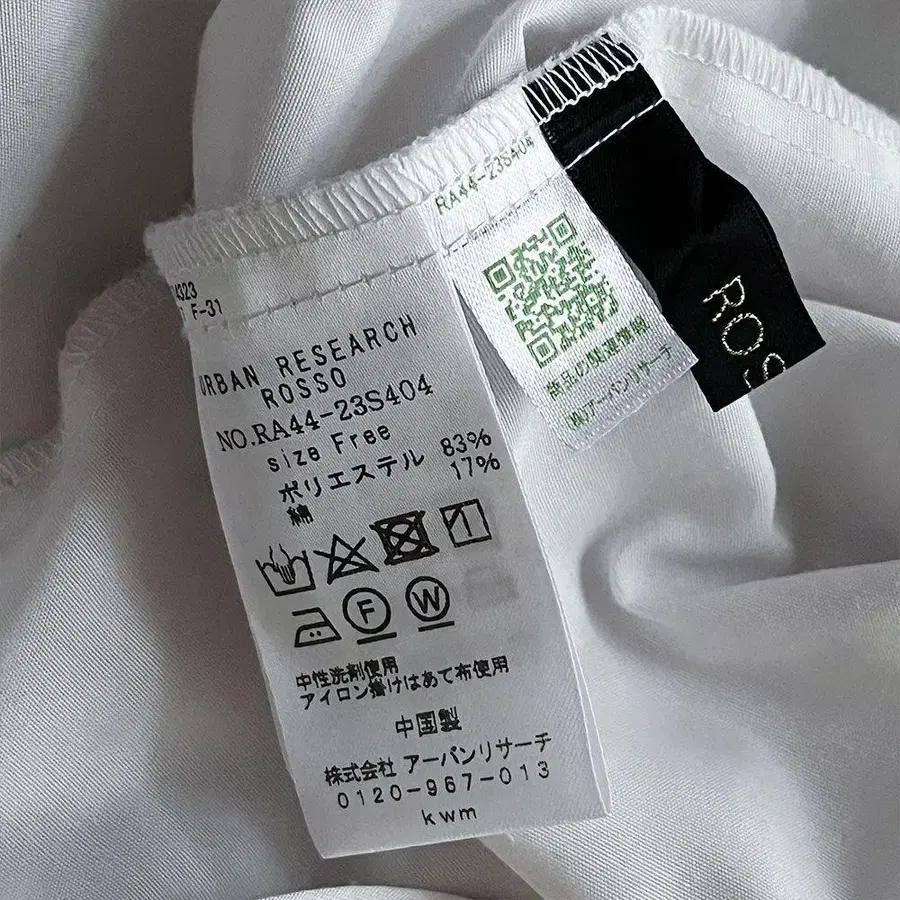 4323
F-31
URBAN RESEARCH
ROSSO
NO.RA44-23S404
size Free
ポリエステル 83%
綿 17%
F W
中性洗剤使用
アイロン掛けはあて布使用
中国製
株式会社 アーバンリサーチ
0120-967-013
kwm
RA44-23S404
商品の関連情報
㈱アーバンリサーチ
ROS